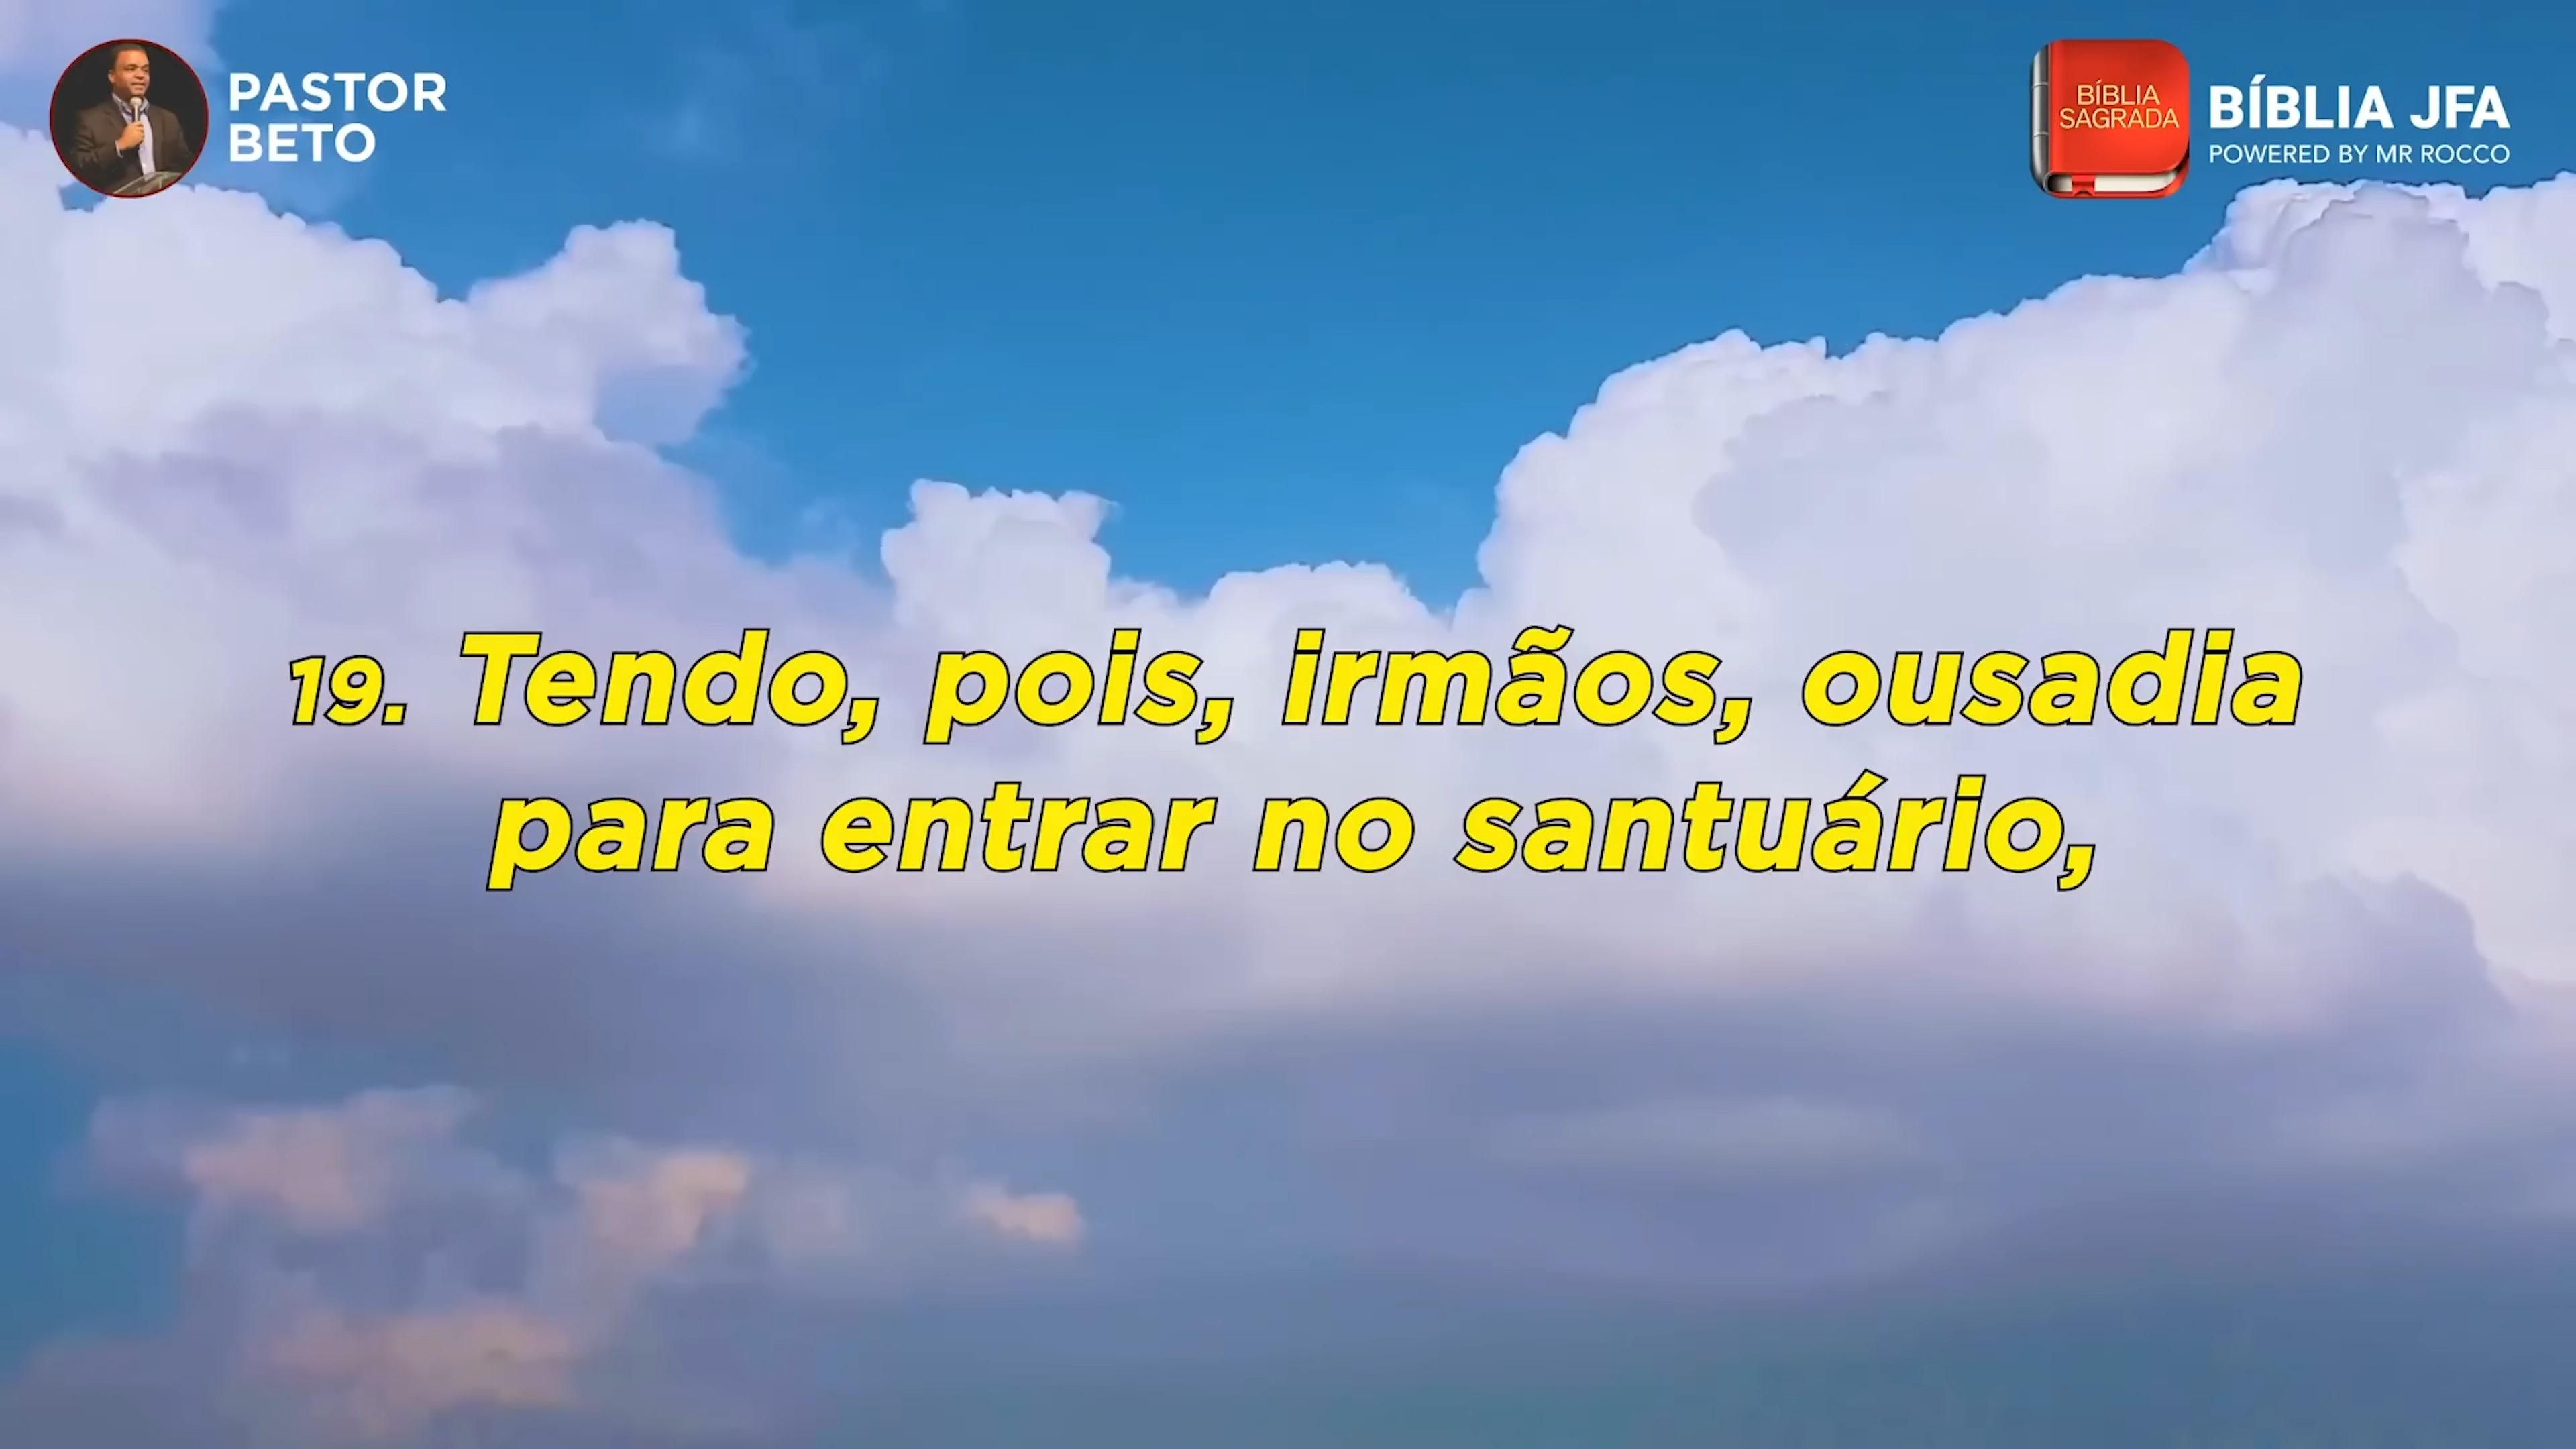 PASTOR
BETO
BÍBLIA
SAGRADA
BÍBLIA JFA
POWERED BY MR ROCCO
19. Tendo, pois, irmãos, ousadia
para entrar no santuário,